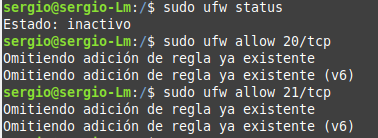 sergio@sergio-Lm:/$ sudo ufw status
Estado: inactivo
sergio@sergio-Lm:/$ sudo ufw allow 20/tcp
Omitiendo adición de regla ya existente
Omitiendo adición de regla ya existente (v6)
sergio@sergio-Lm:/$ sudo ufw allow 21/tcp
Omitiendo adición de regla ya existente
Omitiendo adición de regla ya existente (v6)